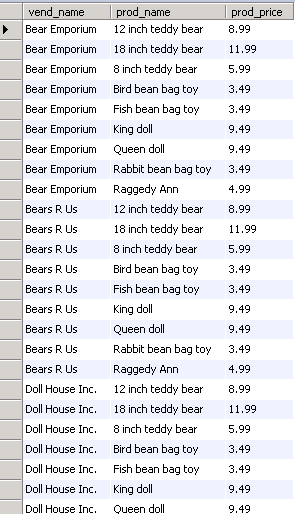 vend_name prod_name prod_price
Bear Emporium 12 inch teddy bear 8.99
Bear Emporium 18 inch teddy bear 11.99
Bear Emporium 8 inch teddy bear 5.99
Bear Emporium Bird bean bag toy 3.49
Bear Emporium Fish bean bag toy 3.49
Bear Emporium King doll 9.49
Bear Emporium Queen doll 9.49
Bear Emporium Rabbit bean bag toy 3.49
Bear Emporium Raggedy Ann 4.99
Bears R Us 12 inch teddy bear 8.99
Bears R Us 18 inch teddy bear 11.99
Bears R Us 8 inch teddy bear 5.99
Bears R Us Bird bean bag toy 3.49
Bears R Us Fish bean bag toy 3.49
Bears R Us King doll 9.49
Bears R Us Queen doll 9.49
Bears R Us Rabbit bean bag toy 3.49
Bears R Us Raggedy Ann 4.99
Doll House Inc. 12 inch teddy bear 8.99
Doll House Inc. 18 inch teddy bear 11.99
Doll House Inc. 8 inch teddy bear 5.99
Doll House Inc. Bird bean bag toy 3.49
Doll House Inc. Fish bean bag toy 3.49
Doll House Inc. King doll 9.49
Doll House Inc. Queen doll 9.49